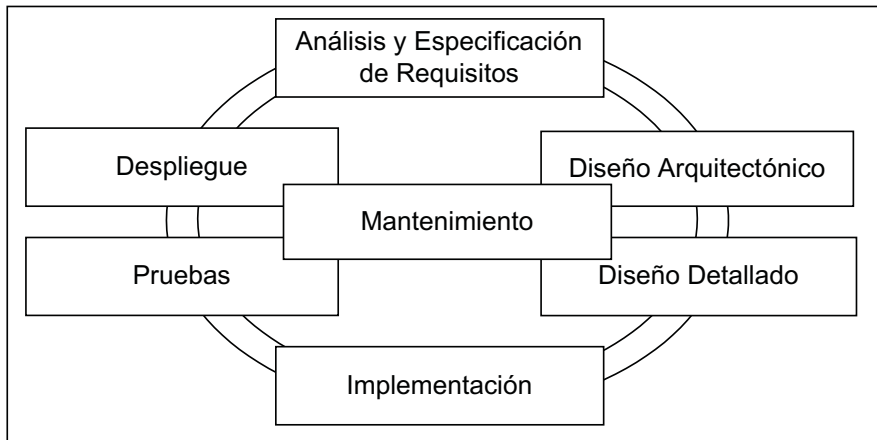 Análisis y Especificación
de Requisitos
Despliegue
Diseño Arquitectónico
Mantenimiento
Pruebas
Diseño Detallado
Implementación